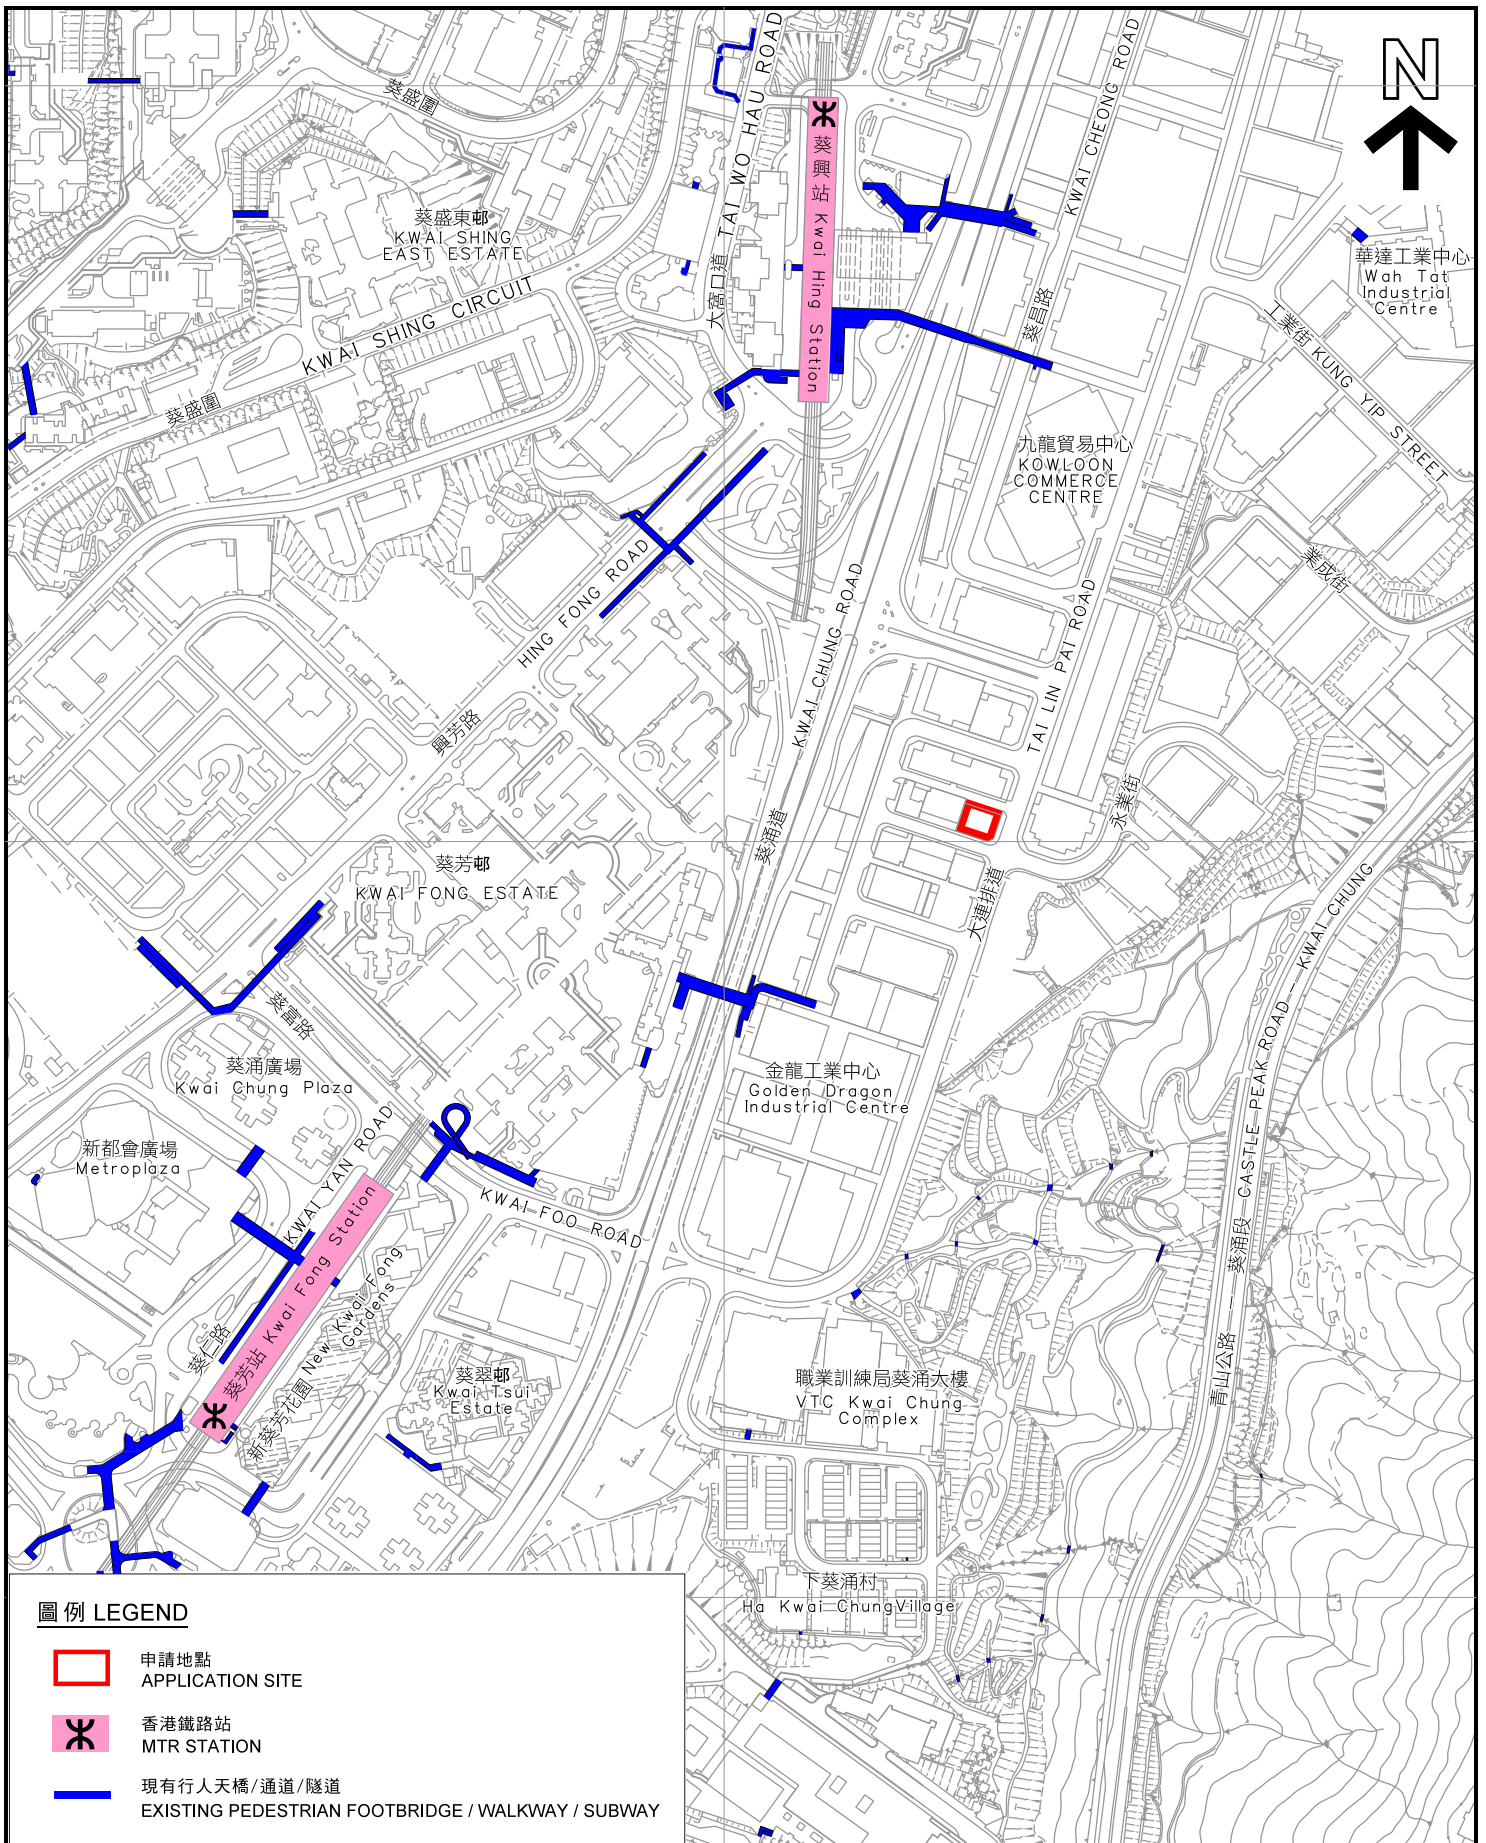 N
葵盛圍
TAI WO HAU ROAD
KWAI CHEONG ROAD
葵興站 Kwai Hing Station
葵盛東邨
KWAI SHING
EAST ESTATE
大窩口道
華達工業中心
Wah Tat
Industrial
Centre
KWAI SHING CIRCUIT
葵昌路
工業街 KUNG YIP STREET
葵盛圍
九龍貿易中心
KOWLOON
COMMERCE
CENTRE
HING FONG ROAD
業成街
KWAI CHUNG ROAD
TAI LIN PAI ROAD
興芳路
永業街
葵涌道
葵芳邨
KWAI FONG ESTATE
大連排道
青山公路 — 葵涌段 CASTLE PEAK ROAD — KWAI CHUNG
葵富路
葵涌廣場
Kwai Chung Plaza
金龍工業中心
Golden Dragon
Industrial Centre
新都會廣場
Metroplaza
KWAI YAN ROAD
KWAI FOO ROAD
葵芳站 Kwai Fong Station
葵仁路
新葵芳花園 New Kwai Fong
Gardens
葵翠邨
Kwai Tsui
Estate
職業訓練局葵涌大樓
VTC Kwai Chung
Complex
下葵涌村
Ha Kwai Chung Village
圖例 LEGEND
申請地點
APPLICATION SITE
香港鐵路站
MTR STATION
現有行人天橋/通道/隧道
EXISTING PEDESTRIAN FOOTBRIDGE / WALKWAY / SUBWAY